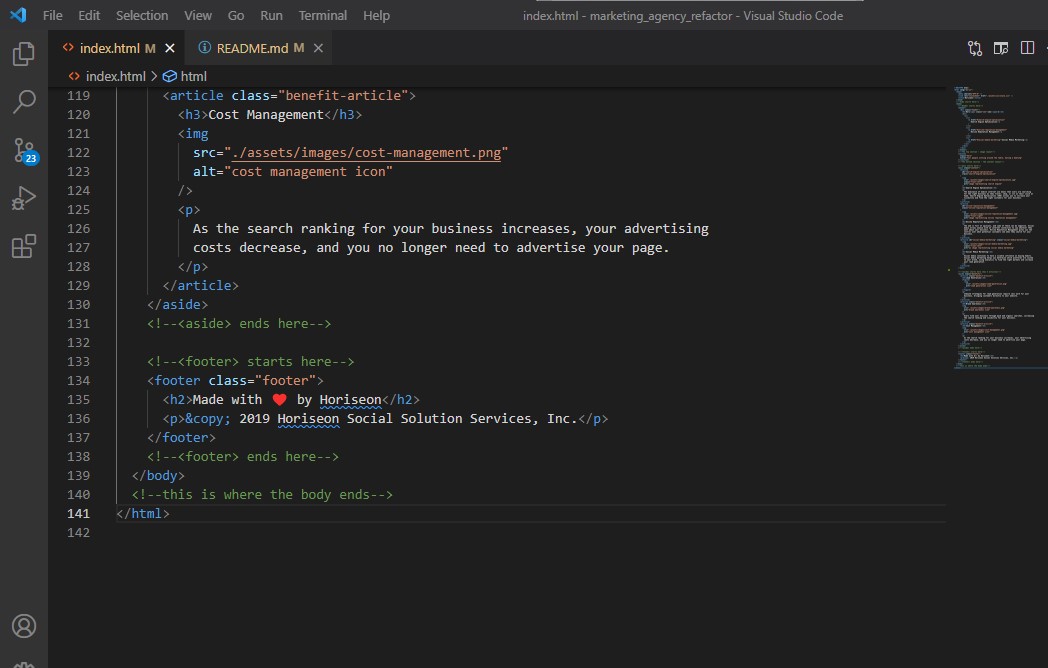 File Edit Selection View Go Run Terminal Help index.html - marketing_agency_refactor - Visual Studio Code
<> index.html M × README.md M ×
<> index.html > html
119 <article class="benefit-article">
120 <h3>Cost Management</h3>
121 <img
122 src="./assets/images/cost-management.png"
123 alt="cost management icon"
124 />
125 <p>
126 As the search ranking for your business increases, your advertising
127 costs decrease, and you no longer need to advertise your page.
128 </p>
129 </article>
130 </aside>
131 <!--<aside> ends here-->
132
133 <!--<footer> starts here-->
134 <footer class="footer">
135 <h2>Made with ❤️ by Horiseon</h2>
136 <p>&copy; 2019 Horiseon Social Solution Services, Inc.</p>
137 </footer>
138 <!--<footer> ends here-->
139 </body>
140 <!--this is where the body ends-->
141 </html>
142
23